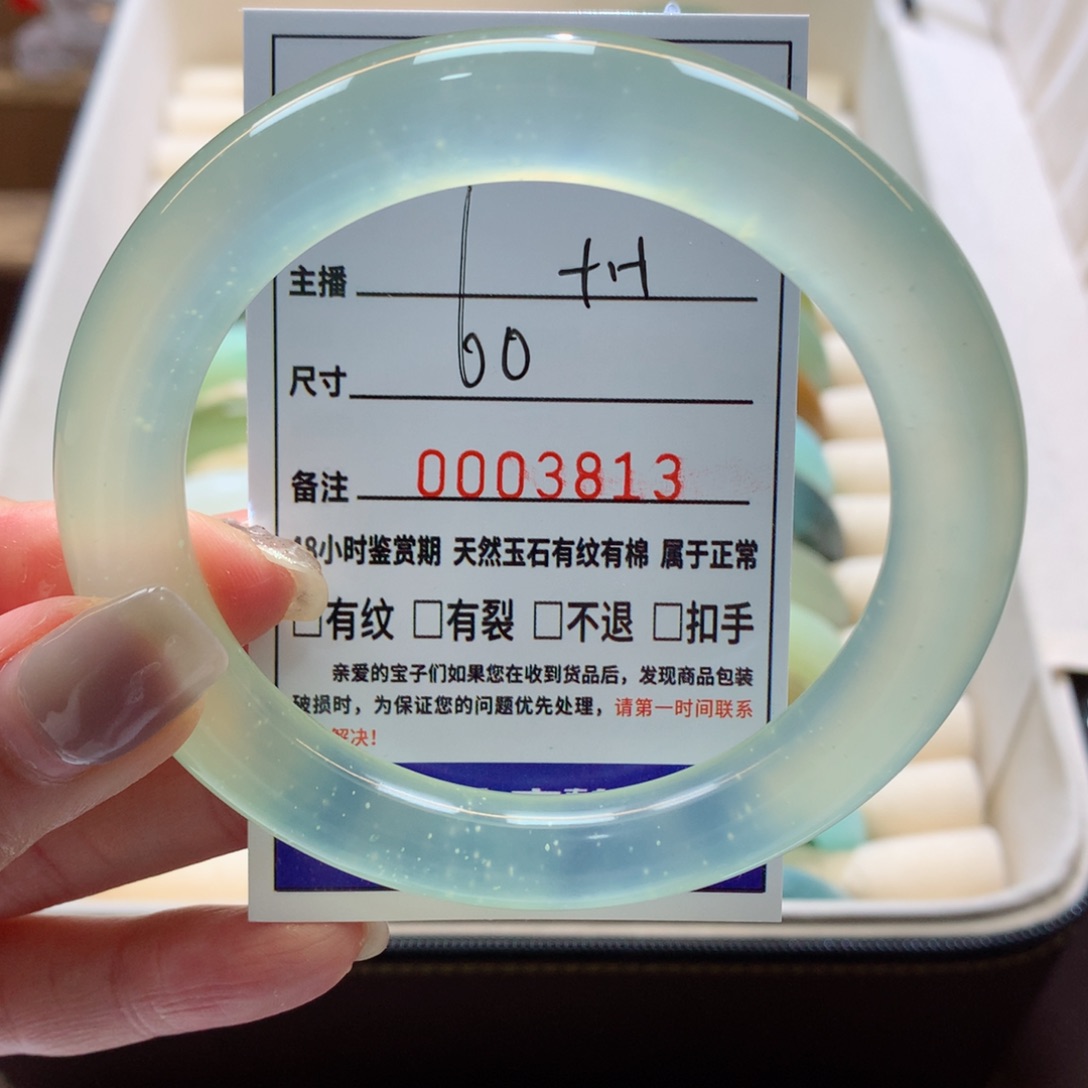 主播
尺寸 60
备注 0003813
48小时鉴赏期 天然玉石有纹有棉 属于正常
□有纹 □有裂 □不退 □扣手
亲爱的宝子们如果您在收到货品后，发现商品包装
破损时，为保证您的问题优先处理，请第一时间联系
解决！